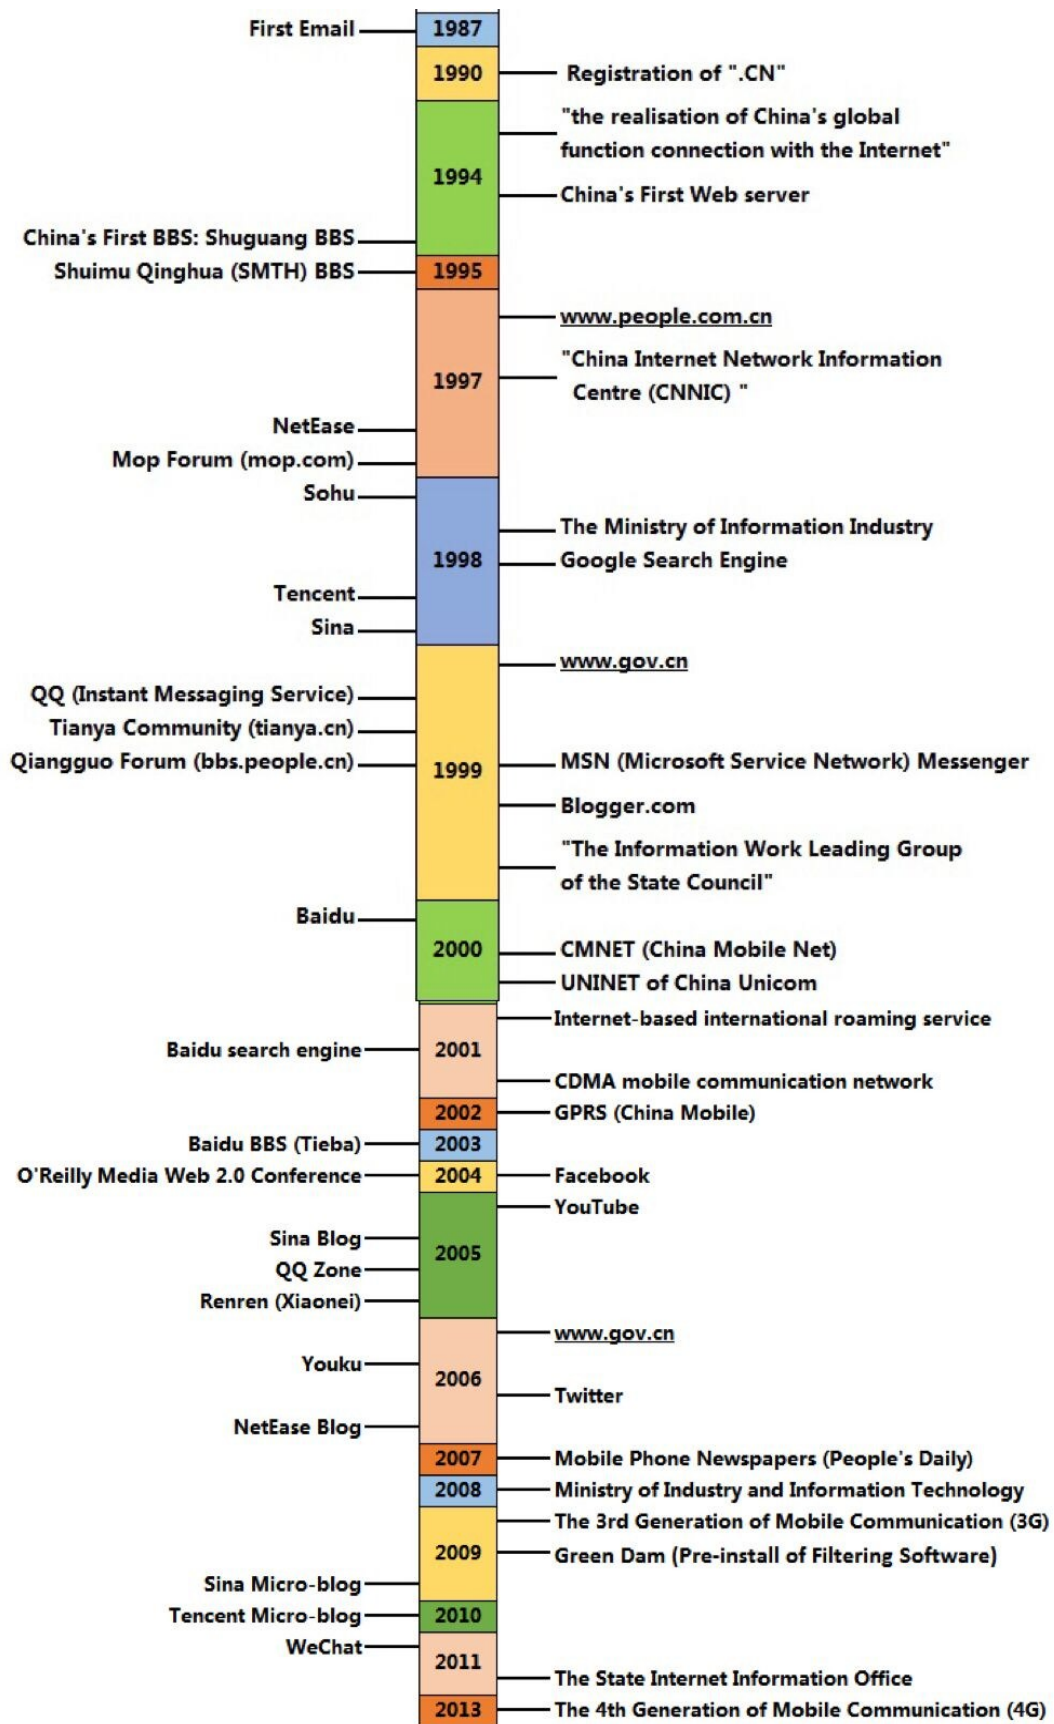 First Email
1987
1990
Registration of ".CN"
"the realisation of China's global
function connection with the Internet"
1994
China's First Web server
China's First BBS: Shuguang BBS
Shuimu Qinghua (SMTH) BBS
1995
www.people.com.cn
"China Internet Network Information
Centre (CNNIC) "
1997
NetEase
Mop Forum (mop.com)
Sohu
The Ministry of Information Industry
1998
Google Search Engine
Tencent
Sina
www.gov.cn
QQ (Instant Messaging Service)
Tianya Community (tianya.cn)
Qiangguo Forum (bbs.people.cn)
1999
MSN (Microsoft Service Network) Messenger
Blogger.com
"The Information Work Leading Group
of the State Council"
Baidu
2000
CMNET (China Mobile Net)
UNINET of China Unicom
Internet-based international roaming service
Baidu search engine
2001
CDMA mobile communication network
2002
GPRS (China Mobile)
Baidu BBS (Tieba)
2003
O'Reilly Media Web 2.0 Conference
2004
Facebook
YouTube
Sina Blog
2005
QQ Zone
Renren (Xiaonei)
www.gov.cn
Youku
2006
Twitter
NetEase Blog
2007
Mobile Phone Newspapers (People's Daily)
2008
Ministry of Industry and Information Technology
The 3rd Generation of Mobile Communication (3G)
2009
Green Dam (Pre-install of Filtering Software)
Sina Micro-blog
Tencent Micro-blog
2010
WeChat
2011
The State Internet Information Office
2013
The 4th Generation of Mobile Communication (4G)